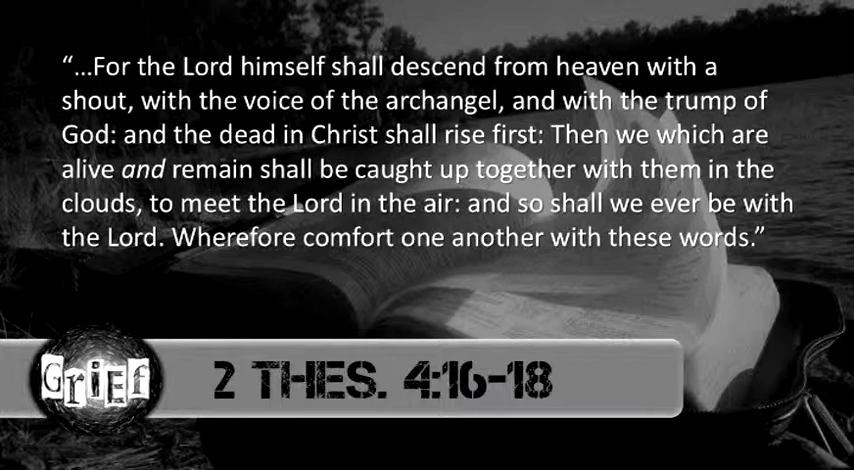 “...For the Lord himself shall descend from heaven with a
shout, with the voice of the archangel, and with the trump of
God: and the dead in Christ shall rise first: Then we which are
alive and remain shall be caught up together with them in the
clouds, to meet the Lord in the air: and so shall we ever be with
the Lord. Wherefore comfort one another with these words.”
GriEf
2 THES. 4:16-18